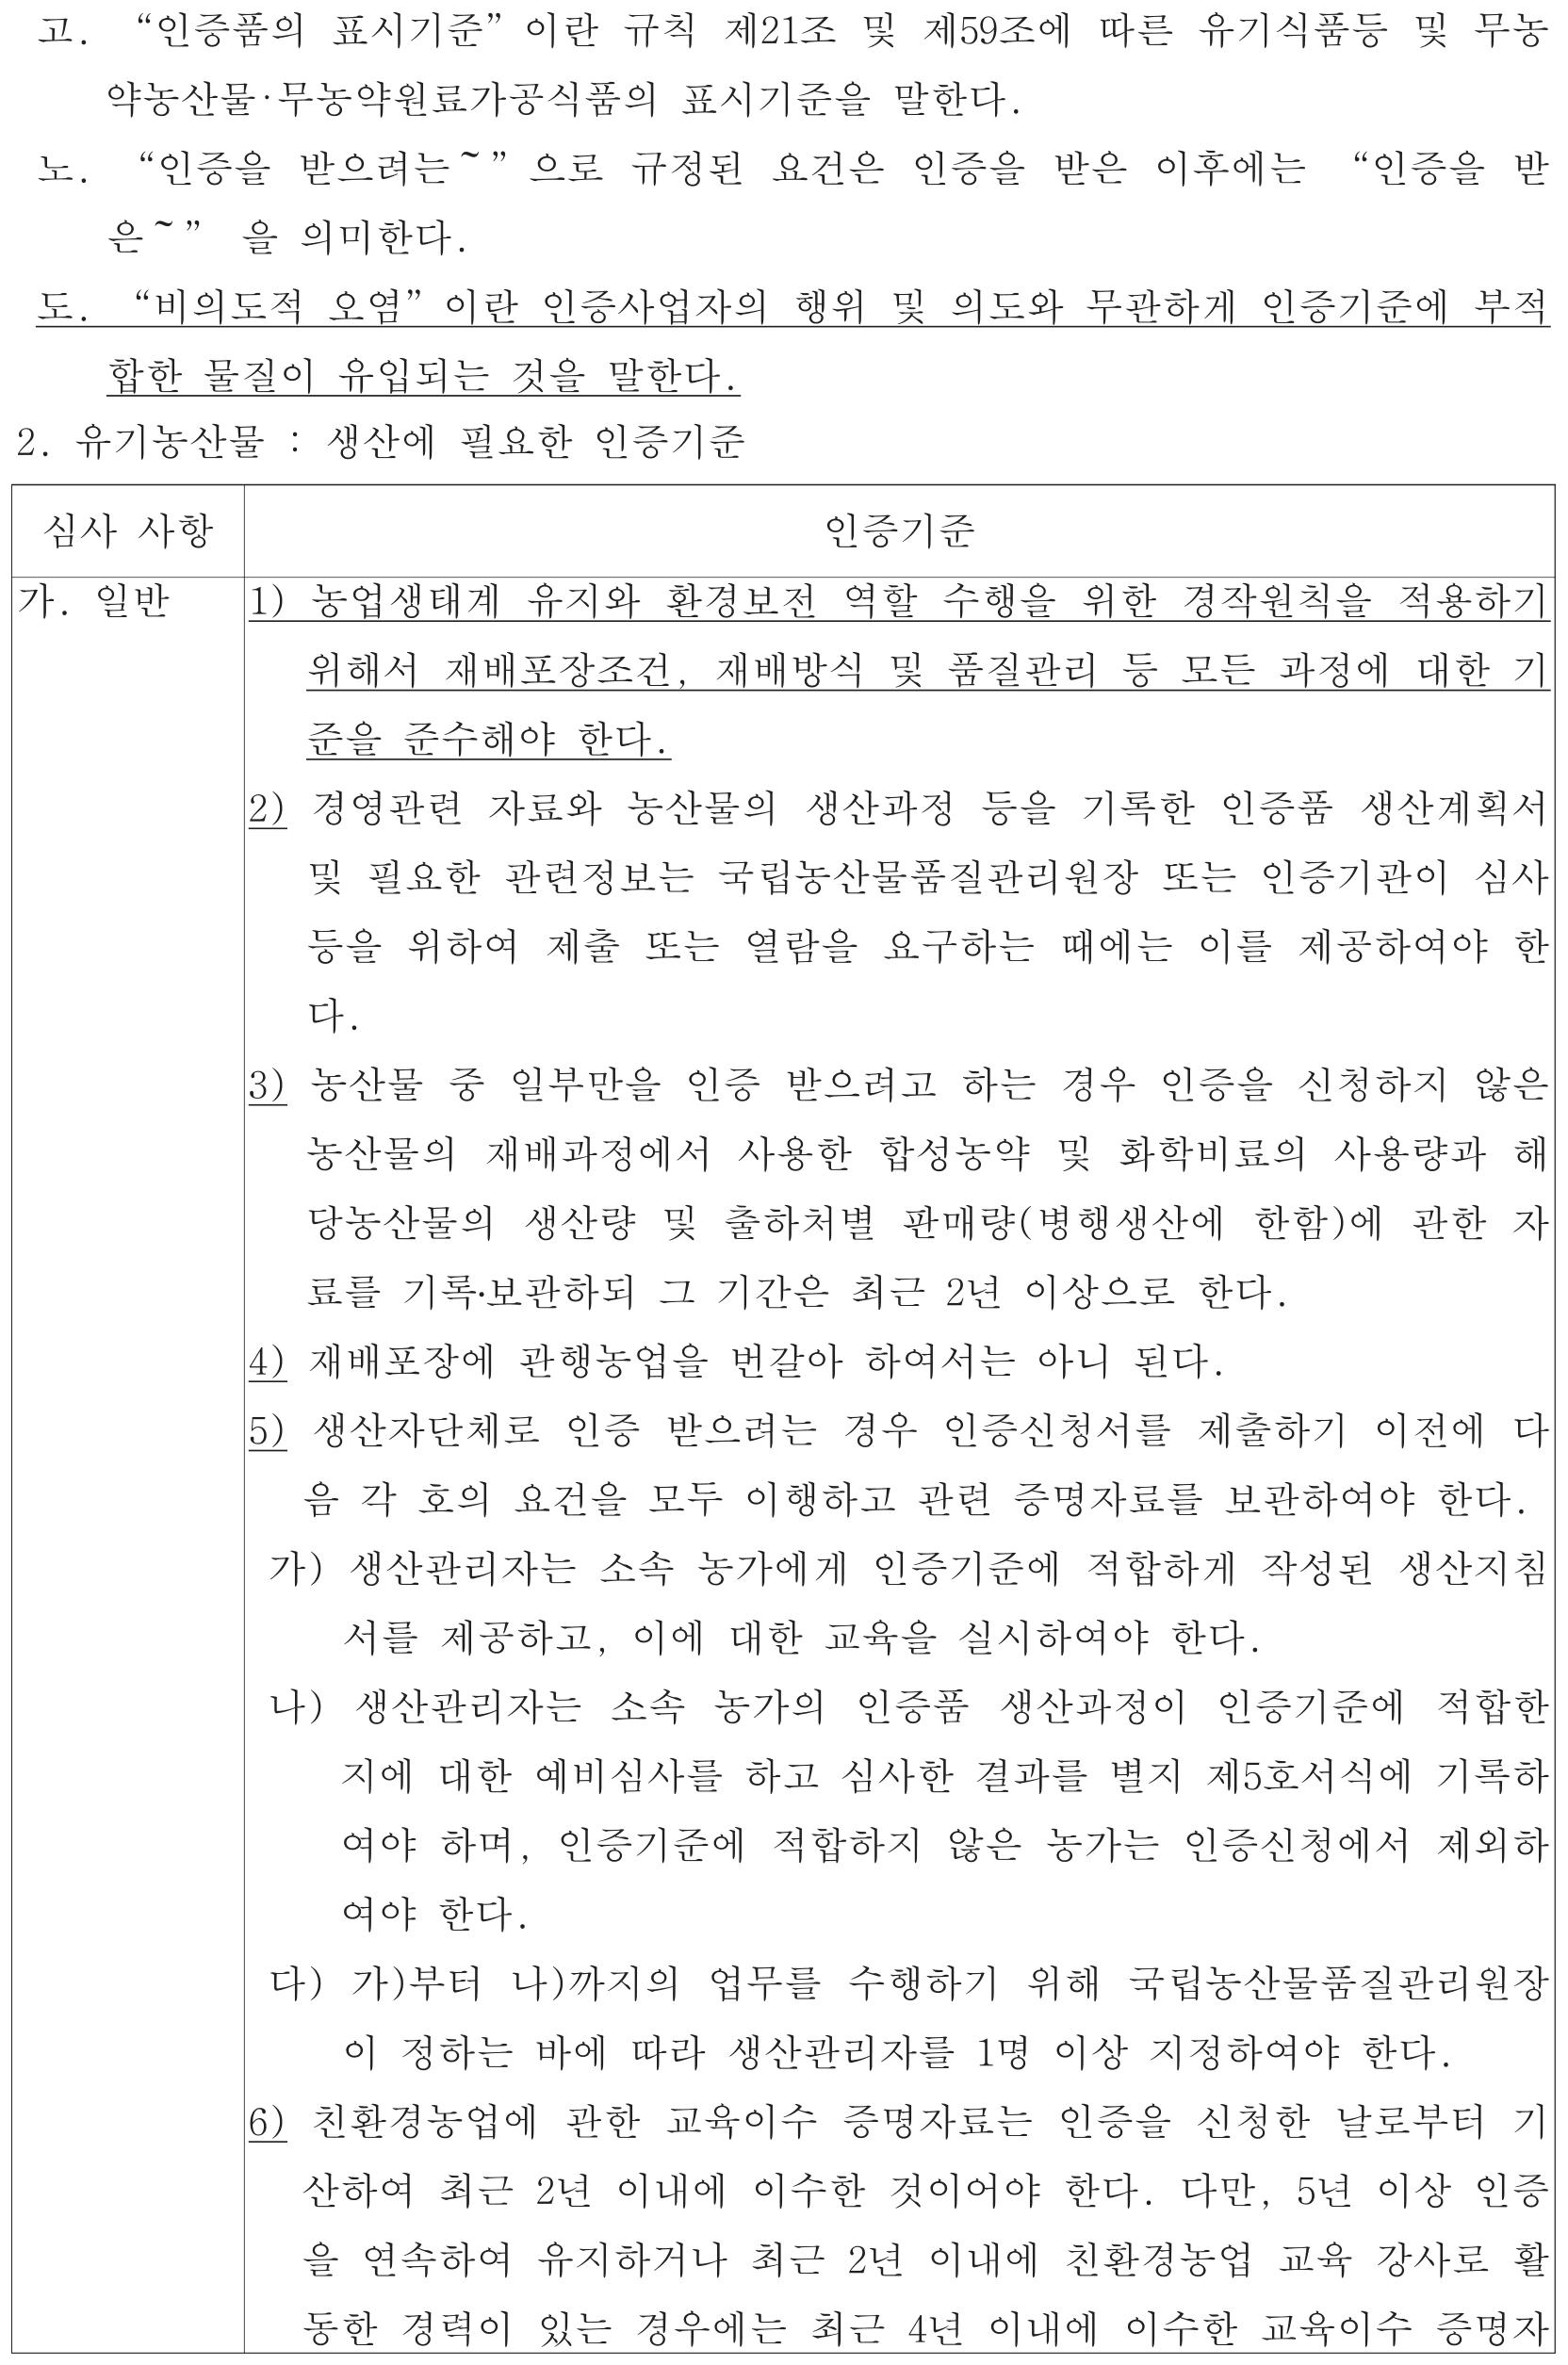 고. “인증품의 표시기준”이란 규칙 제21조 및 제59조에 따른 유기식품등 및 무농
약농산물·무농약원료가공식품의 표시기준을 말한다.
노. “인증을 받으려는~”으로 규정된 요건은 인증을 받은 이후에는 “인증을 받
은~” 을 의미한다.
도. “비의도적 오염”이란 인증사업자의 행위 및 의도와 무관하게 인증기준에 부적
합한 물질이 유입되는 것을 말한다.
2. 유기농산물 : 생산에 필요한 인증기준
심사 사항 인증기준
가. 일반 1) 농업생태계 유지와 환경보전 역할 수행을 위한 경작원칙을 적용하기
위해서 재배포장조건, 재배방식 및 품질관리 등 모든 과정에 대한 기
준을 준수해야 한다.
2) 경영관련 자료와 농산물의 생산과정 등을 기록한 인증품 생산계획서
및 필요한 관련정보는 국립농산물품질관리원장 또는 인증기관이 심사
등을 위하여 제출 또는 열람을 요구하는 때에는 이를 제공하여야 한
다.
3) 농산물 중 일부만을 인증 받으려고 하는 경우 인증을 신청하지 않은
농산물의 재배과정에서 사용한 합성농약 및 화학비료의 사용량과 해
당농산물의 생산량 및 출하처별 판매량(병행생산에 한함)에 관한 자
료를 기록·보관하되 그 기간은 최근 2년 이상으로 한다.
4) 재배포장에 관행농업을 번갈아 하여서는 아니 된다.
5) 생산자단체로 인증 받으려는 경우 인증신청서를 제출하기 이전에 다
음 각 호의 요건을 모두 이행하고 관련 증명자료를 보관하여야 한다.
가) 생산관리자는 소속 농가에게 인증기준에 적합하게 작성된 생산지침
서를 제공하고, 이에 대한 교육을 실시하여야 한다.
나) 생산관리자는 소속 농가의 인증품 생산과정이 인증기준에 적합한
지에 대한 예비심사를 하고 심사한 결과를 별지 제5호서식에 기록하
여야 하며, 인증기준에 적합하지 않은 농가는 인증신청에서 제외하
여야 한다.
다) 가)부터 나)까지의 업무를 수행하기 위해 국립농산물품질관리원장
이 정하는 바에 따라 생산관리자를 1명 이상 지정하여야 한다.
6) 친환경농업에 관한 교육이수 증명자료는 인증을 신청한 날로부터 기
산하여 최근 2년 이내에 이수한 것이어야 한다. 다만, 5년 이상 인증
을 연속하여 유지하거나 최근 2년 이내에 친환경농업 교육 강사로 활
동한 경력이 있는 경우에는 최근 4년 이내에 이수한 교육이수 증명자